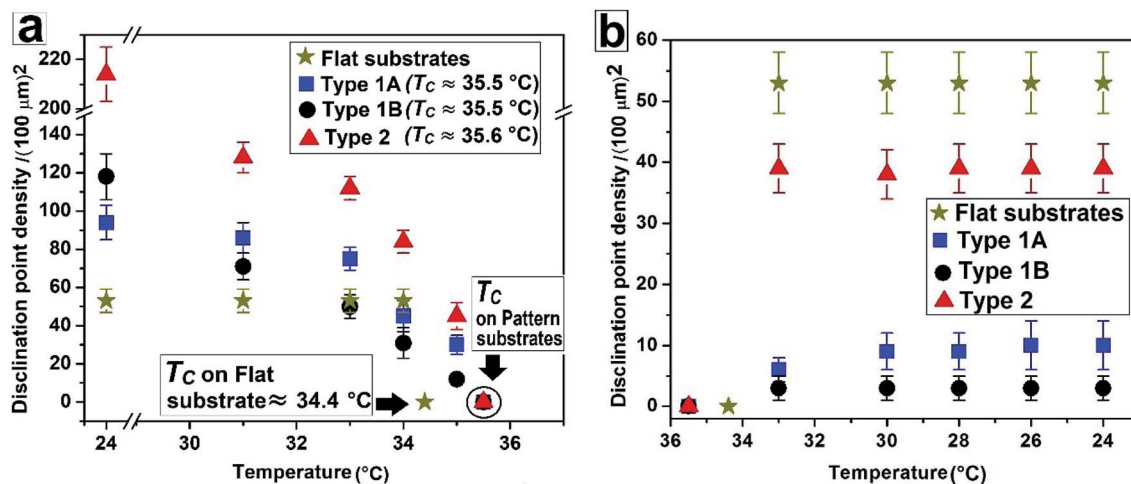 a
Disclination point density /(100 μm)2
220
200
140
120
100
80
60
40
20
0
Flat substrates
Type 1A (TC ≈ 35.5 °C)
Type 1B (TC ≈ 35.5 °C)
Type 2 (TC ≈ 35.6 °C)
TC
on Pattern
substrates
TC on Flat
substrate≈ 34.4 °C
24 30 32 34 36
Temperature (°C)
b
Disclination point density /(100 μm)2
60
50
40
30
20
10
0
Flat substrates
Type 1A
Type 1B
Type 2
36 34 32 30 28 26 24
Temperature (°C)